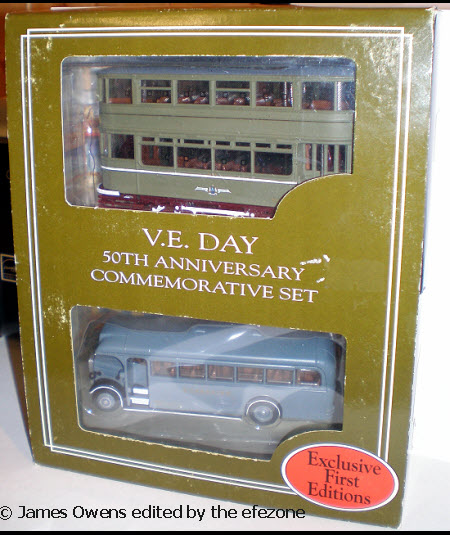 V.E. DAY
50TH ANNIVERSARY
COMMEMORATIVE SET
Exclusive
First
Editions
© James Owens edited by the efezone